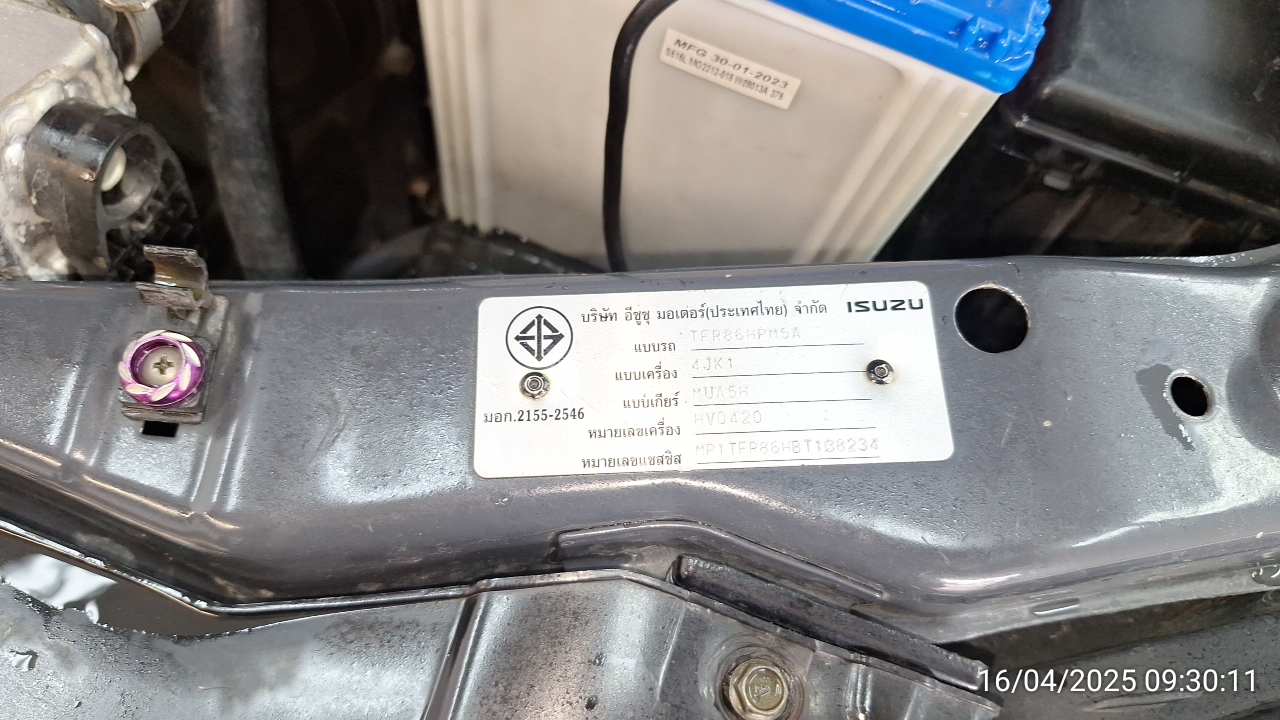 MFG 30-01-2023
บริษัท อีซูซุ มอเตอร์(ประเทศไทย) จำกัด ISUZU
แบบรถ TFR86HPM5A
แบบเครื่อง 4JK1
แบบเกียร์ MUA5H
มอก.2155-2546
หมายเลขเครื่อง HV0420
หมายเลขแชสซิส MP1TFR86HBT138234
16/04/2025 09:30:11